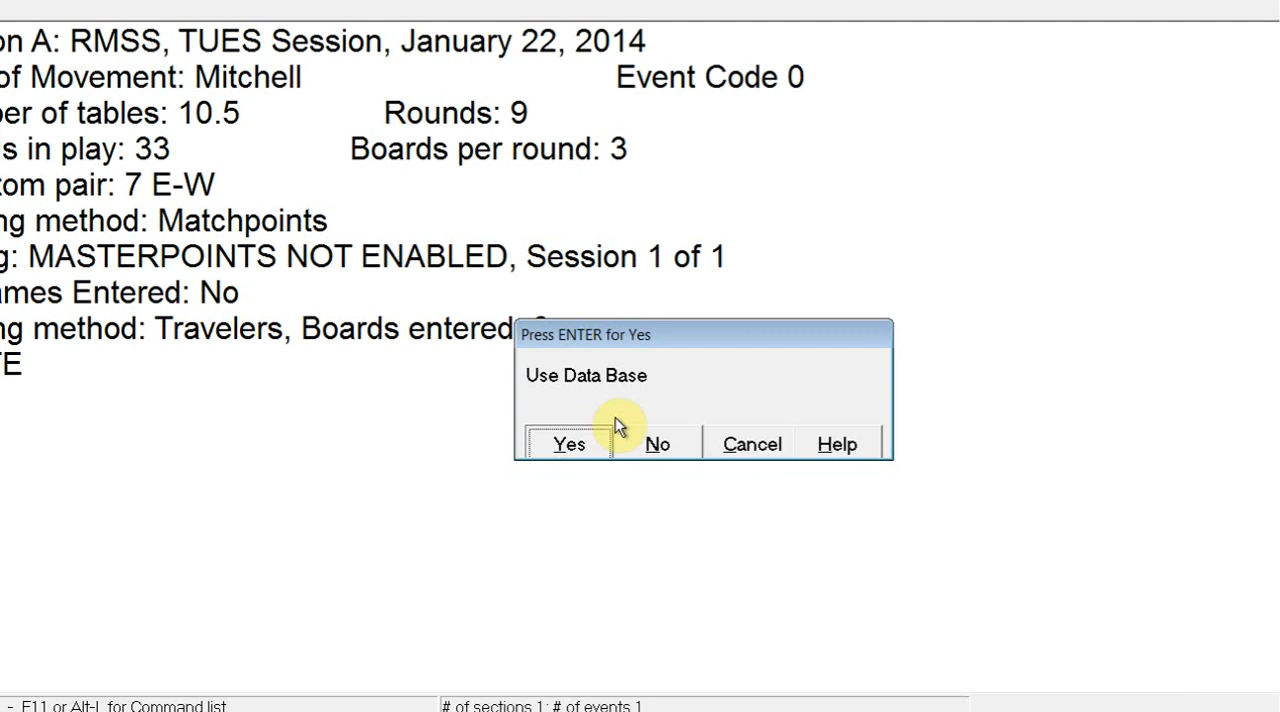 on A: RMSS, TUES Session, January 22, 2014
of Movement: Mitchell Event Code 0
er of tables: 10.5 Rounds: 9
s in play: 33 Boards per round: 3
tom pair: 7 E-W
ng method: Matchpoints
g: MASTERPOINTS NOT ENABLED, Session 1 of 1
ames Entered: No
ng method: Travelers, Boards entered:
TE
Press ENTER for Yes
Use Data Base
Yes No Cancel Help
- F11 or Alt-L for Command list # of sections 1: # of events 1